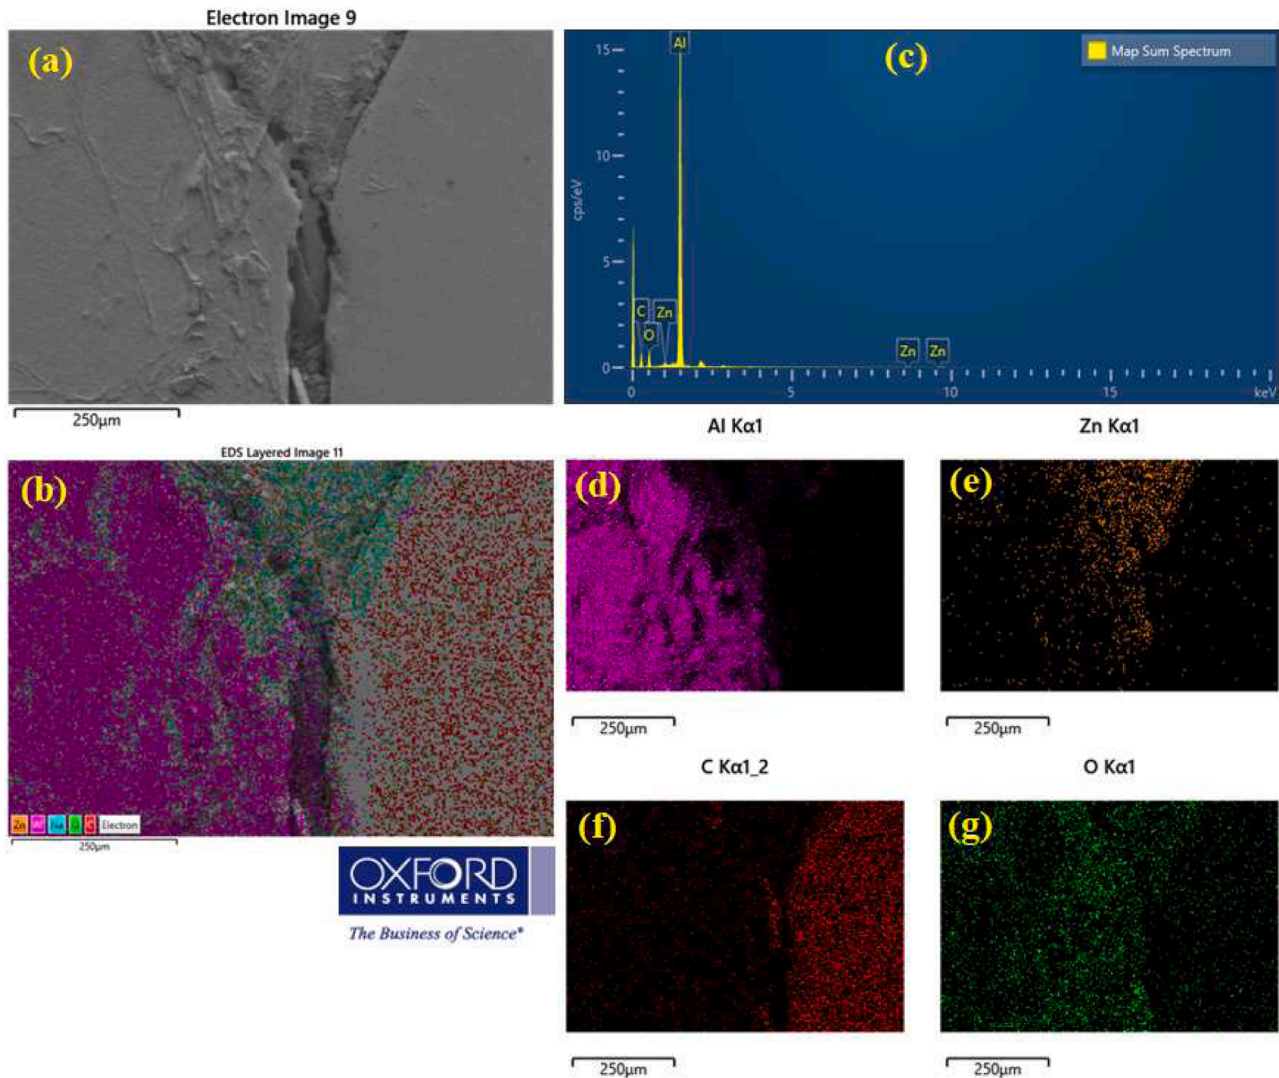 Electron Image 9
(a)
250µm
(c)
Map Sum Spectrum
15
10
5
0
cps/eV
Al
C
O
Zn
Zn
Zn
0
5
10
15
keV
EDS Layered Image 11
(b)
Zn Al Na O C Electron
250µm
OXFORD
INSTRUMENTS
The Business of Science®
Al Kα1
(d)
250µm
Zn Kα1
(e)
250µm
C Kα1_2
(f)
250µm
O Kα1
(g)
250µm